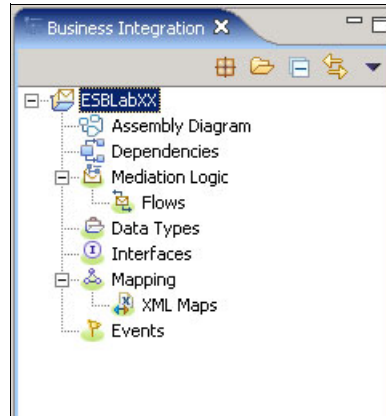 Business Integration
ESBLabXX
Assembly Diagram
Dependencies
Mediation Logic
Flows
Data Types
Interfaces
Mapping
XML Maps
Events